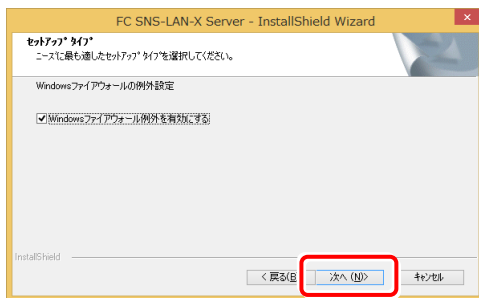 FC SNS-LAN-X Server - InstallShield Wizard
セットアップ タイプ
ニーズに最も適したセットアップ タイプを選択してください。
Windowsファイアウォールの例外設定
Windowsファイアウォール例外を有効にする
InstallShield
< 戻る(B 次へ (N)> キャンセル